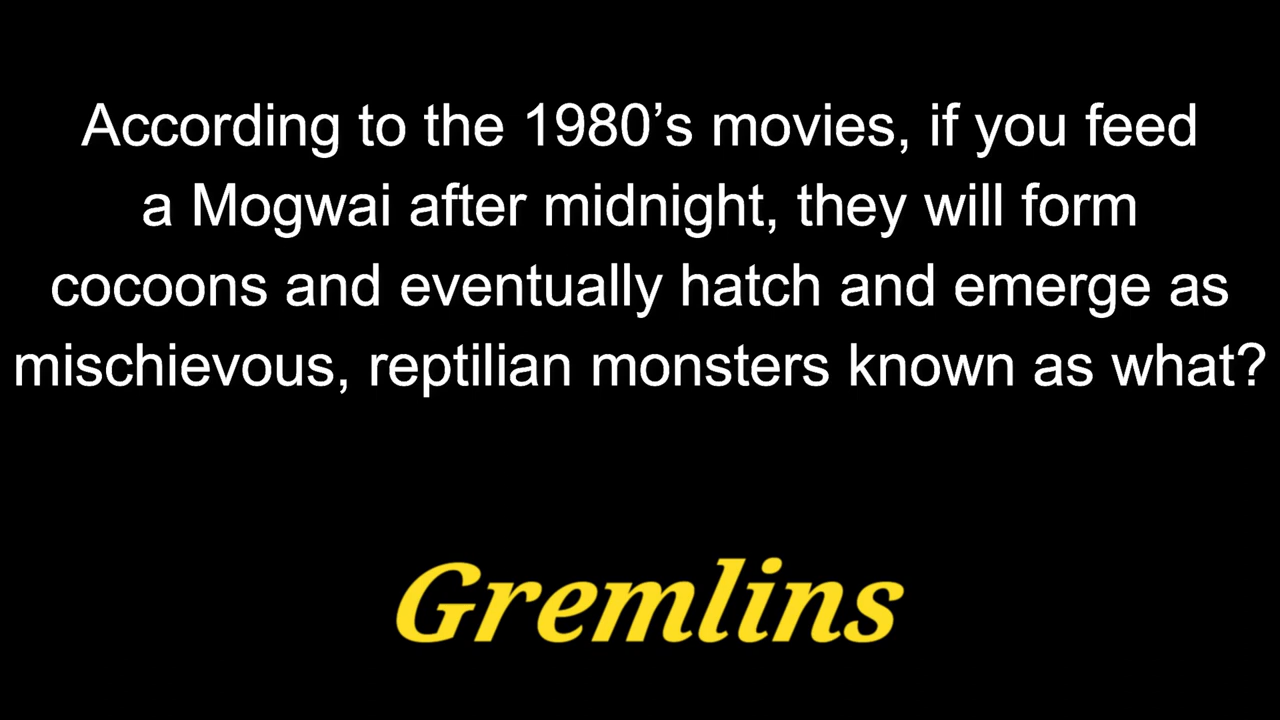 According to the 1980’s movies, if you feed
a Mogwai after midnight, they will form
cocoons and eventually hatch and emerge as
mischievous, reptilian monsters known as what?
Gremlins